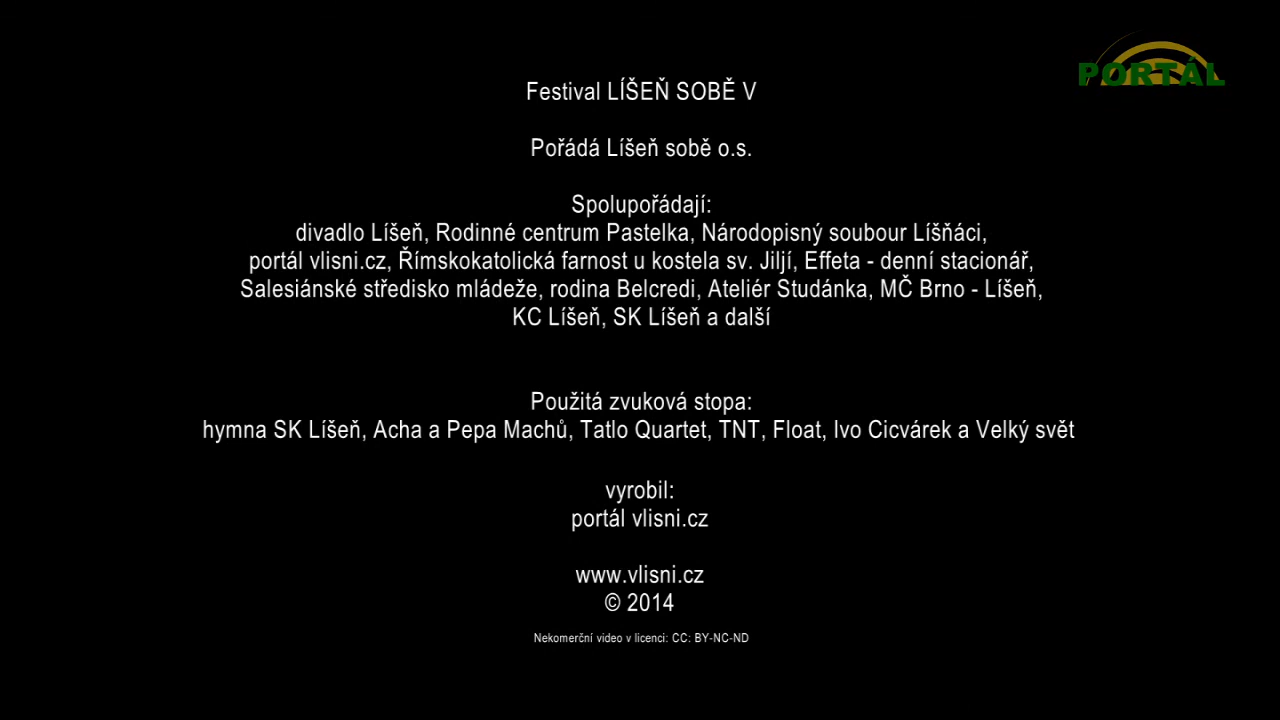 PORTÁL
Festival LÍŠEŇ SOBĚ V
Pořádá Líšeň sobě o.s.
Spolupořádají:
divadlo Líšeň, Rodinné centrum Pastelka, Národopisný soubour Líšňáci,
portál vlisni.cz, Římskokatolická farnost u kostela sv. Jiljí, Effeta - denní stacionář,
Salesiánské středisko mládeže, rodina Belcredi, Ateliér Studánka, MČ Brno - Líšeň,
KC Líšeň, SK Líšeň a další
Použitá zvuková stopa:
hymna SK Líšeň, Acha a Pepa Machů, Tatlo Quartet, TNT, Float, Ivo Cicvárek a Velký svět
vyrobil:
portál vlisni.cz
www.vlisni.cz
© 2014
Nekomerční video v licenci: CC: BY-NC-ND